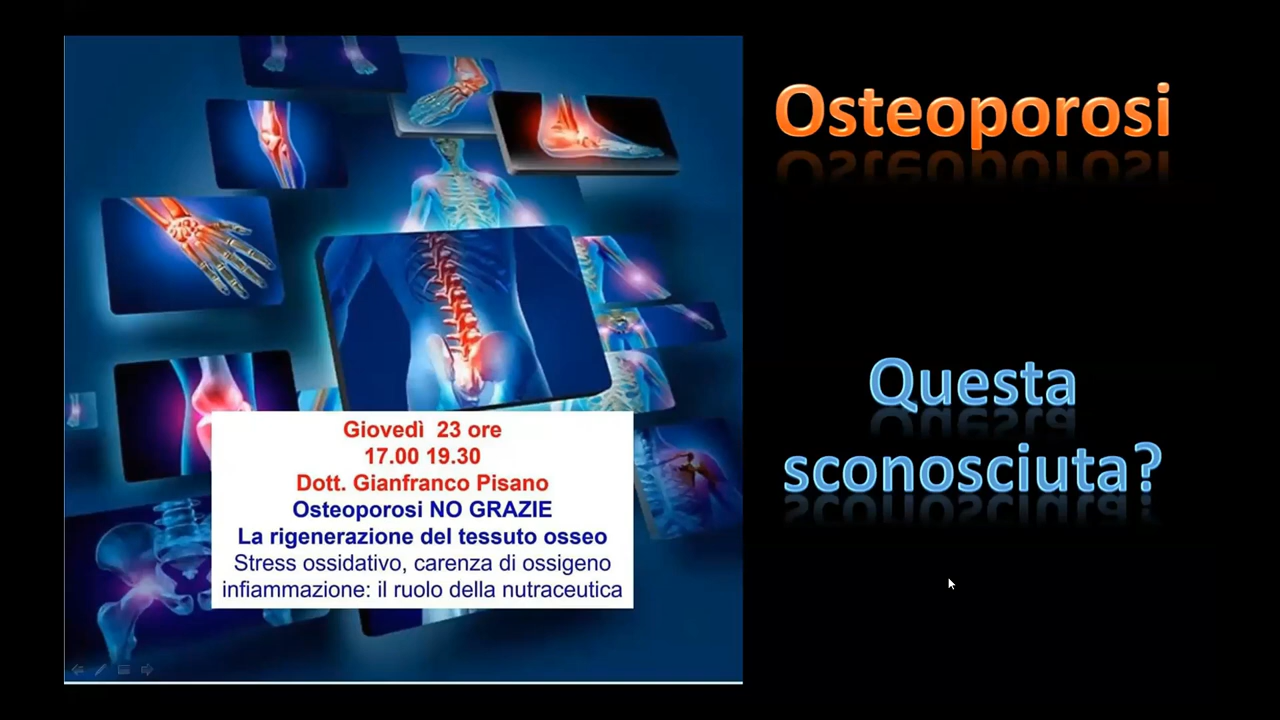 Osteoporosi
Questa
sconosciuta?
Giovedì 23 ore
17.00 19.30
Dott. Gianfranco Pisano
Osteoporosi NO GRAZIE
La rigenerazione del tessuto osseo
Stress ossidativo, carenza di ossigeno
infiammazione: il ruolo della nutraceutica